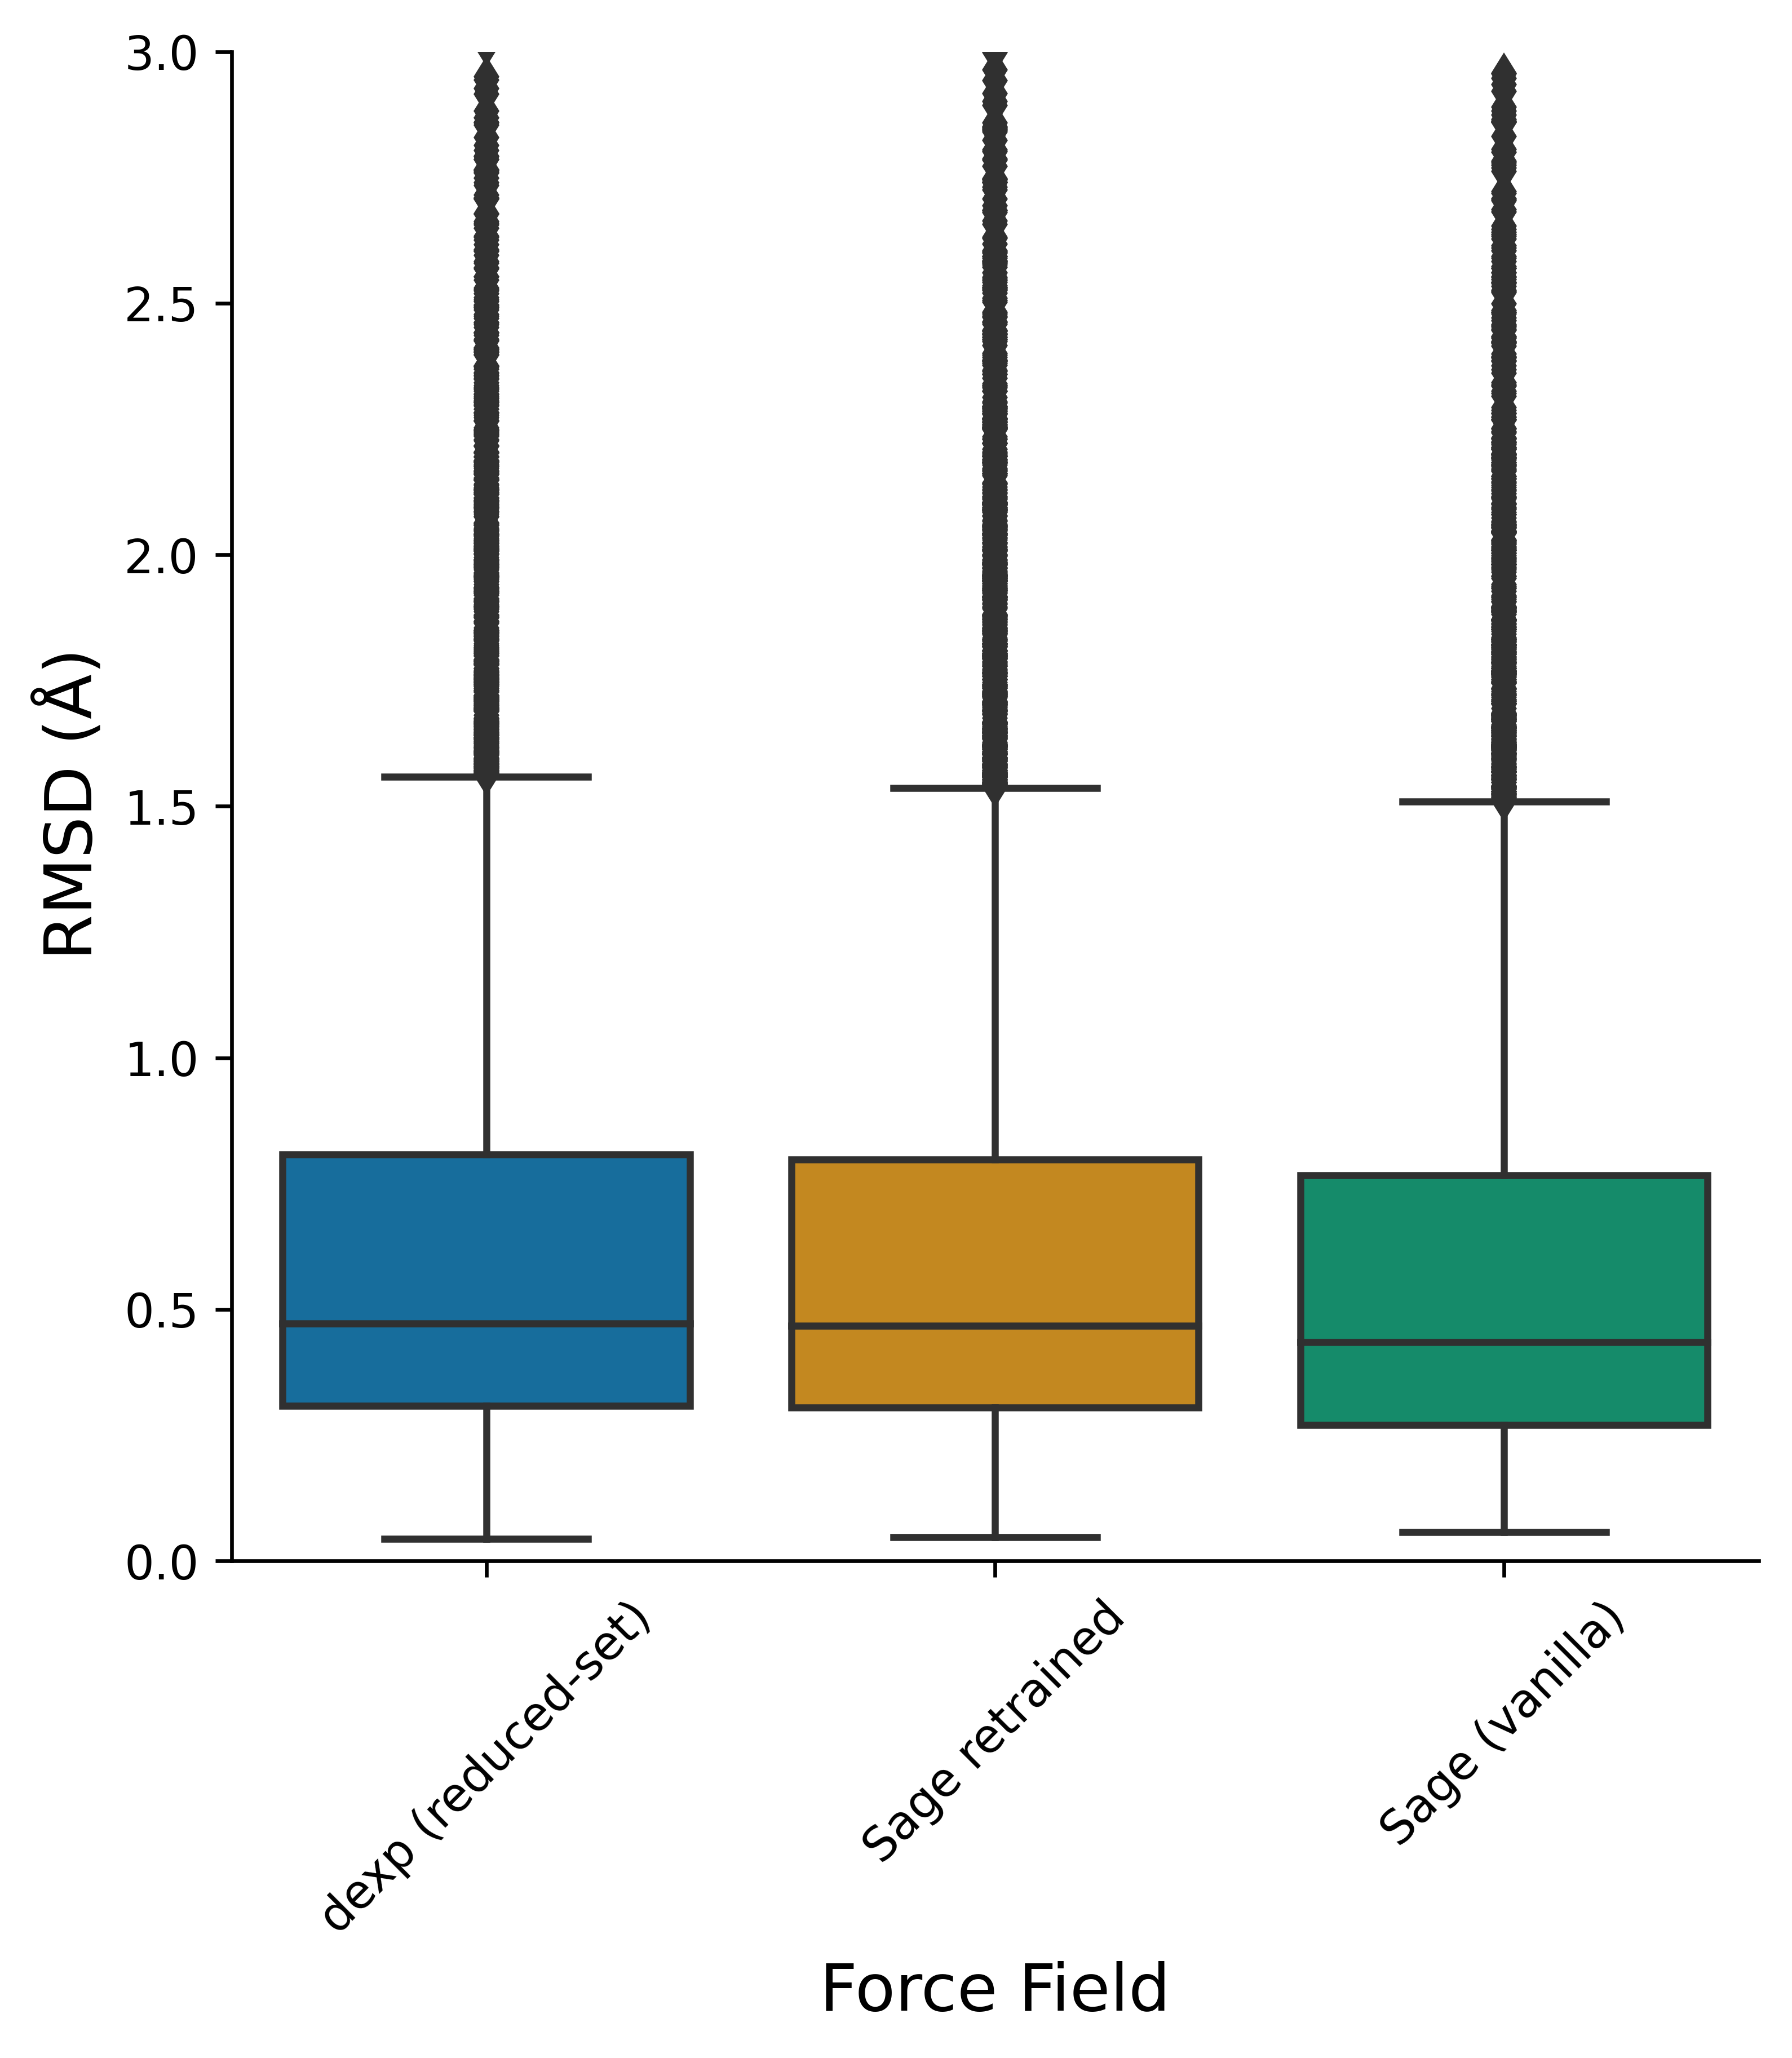 RMSD (Å)
3.0
2.5
2.0
1.5
1.0
0.5
0.0
dexp (reduced-set)
Sage retrained
Sage (vanilla)
Force Field